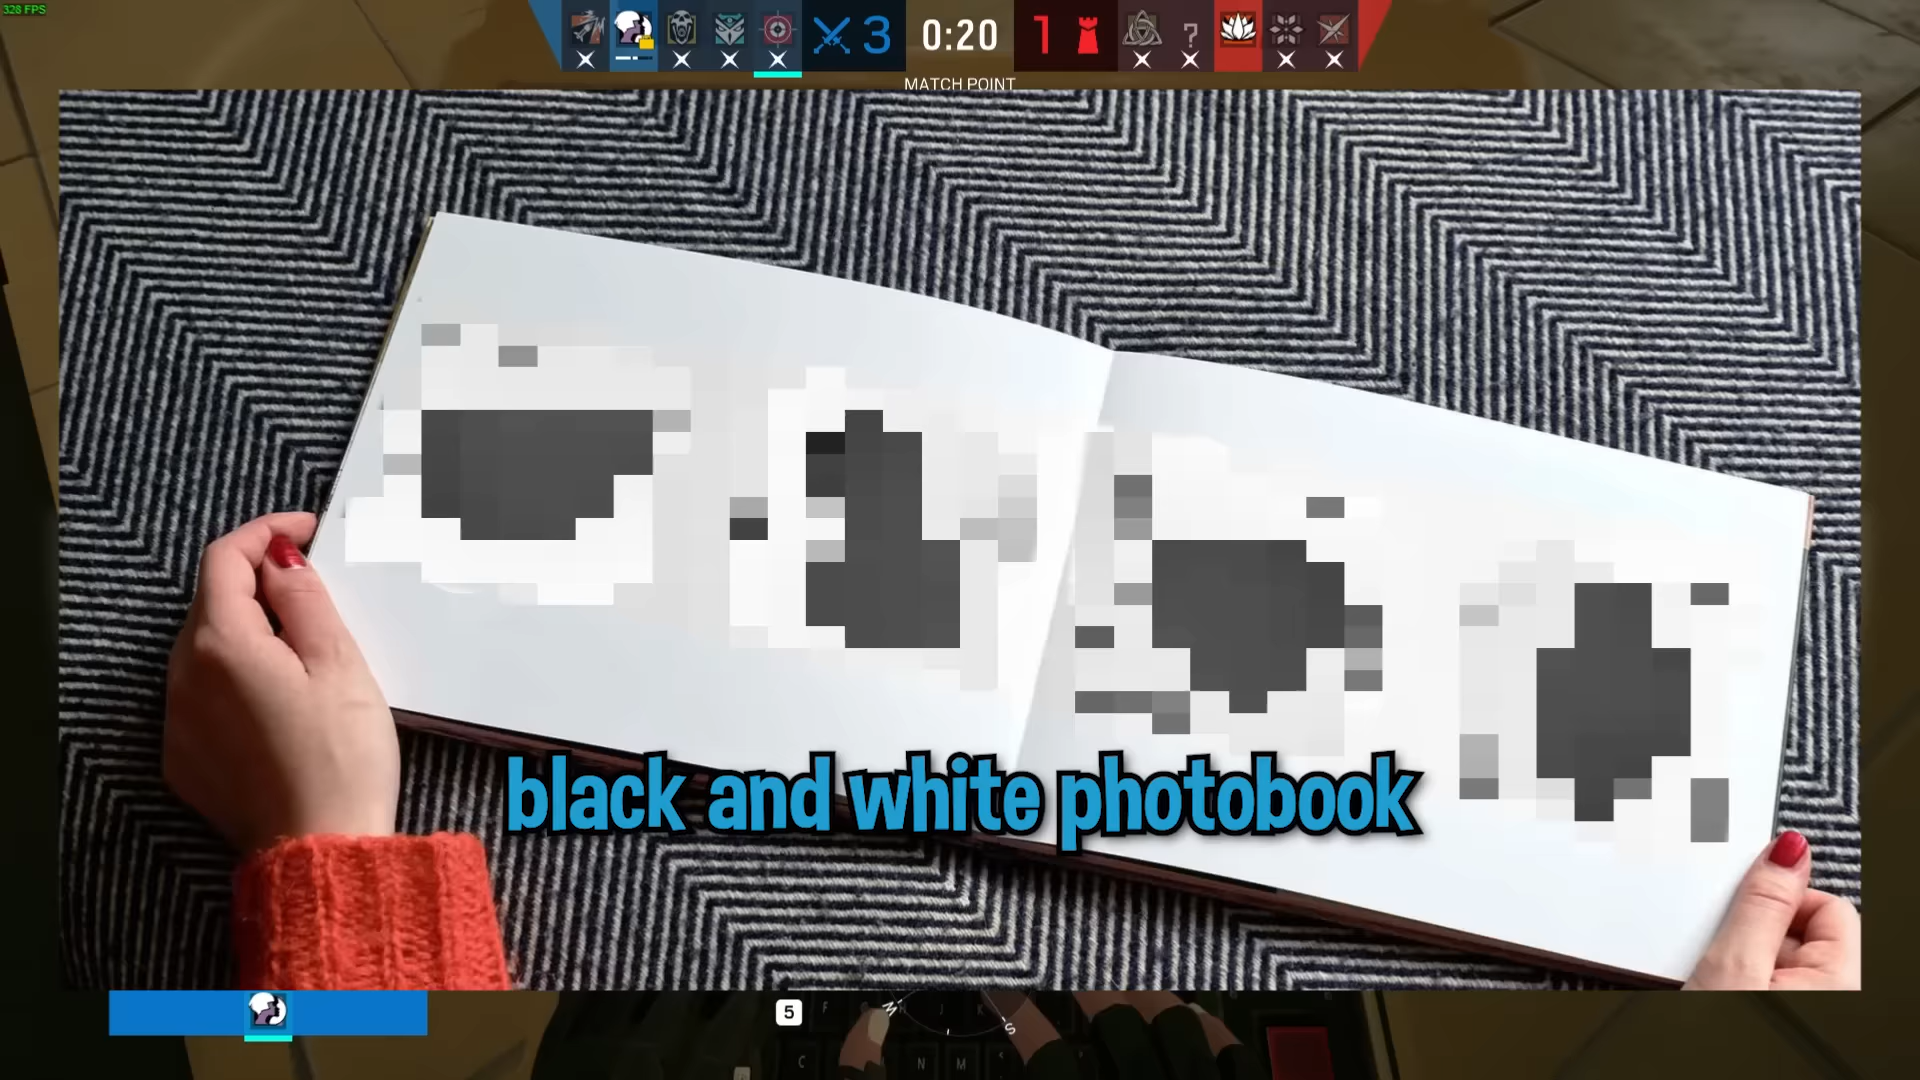 328 FPS
3 0:20 1 ?
MATCH POINT
black and white photobook
5
F J K
M S
C N M